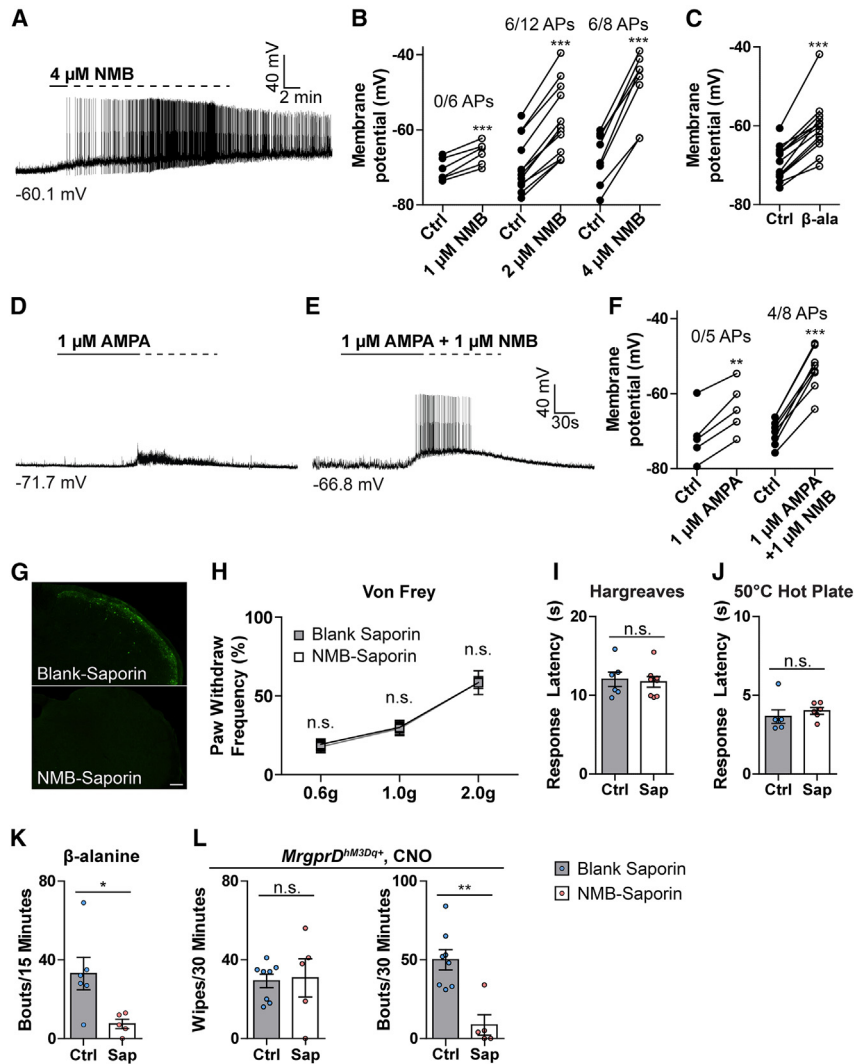 A
4 µM NMB
40 mV
2 min
-60.1 mV
B
6/12 APs
6/8 APs
0/6 APs
***
***
***
Membrane
potential (mV)
-40
-60
-80
Ctrl
1 µM NMB
Ctrl
2 µM NMB
Ctrl
4 µM NMB
C
***
Membrane
potential (mV)
-40
-60
-80
Ctrl
β-ala
D
1 µM AMPA
-71.7 mV
E
1 µM AMPA + 1 µM NMB
40 mV
30s
-66.8 mV
F
0/5 APs
4/8 APs
**
***
Membrane
potential (mV)
-40
-60
-80
Ctrl
1 µM AMPA
Ctrl
1 µM AMPA
+1 µM NMB
G
Blank-Saporin
NMB-Saporin
H
Von Frey
Paw Withdraw
Frequency (%)
100
50
0
Blank Saporin
NMB-Saporin
n.s.
n.s.
n.s.
0.6g
1.0g
2.0g
I
Hargreaves
Response Latency (s)
20
10
0
n.s.
Ctrl
Sap
J
50°C Hot Plate
Response Latency (s)
10
5
0
n.s.
Ctrl
Sap
K
β-alanine
Bouts/15 Minutes
80
40
0
*
Ctrl
Sap
L
MrgprD^hM3Dq+, CNO
Wipes/30 Minutes
80
40
0
n.s.
Ctrl
Sap
Bouts/30 Minutes
100
50
0
**
Ctrl
Sap
Blank Saporin
NMB-Saporin